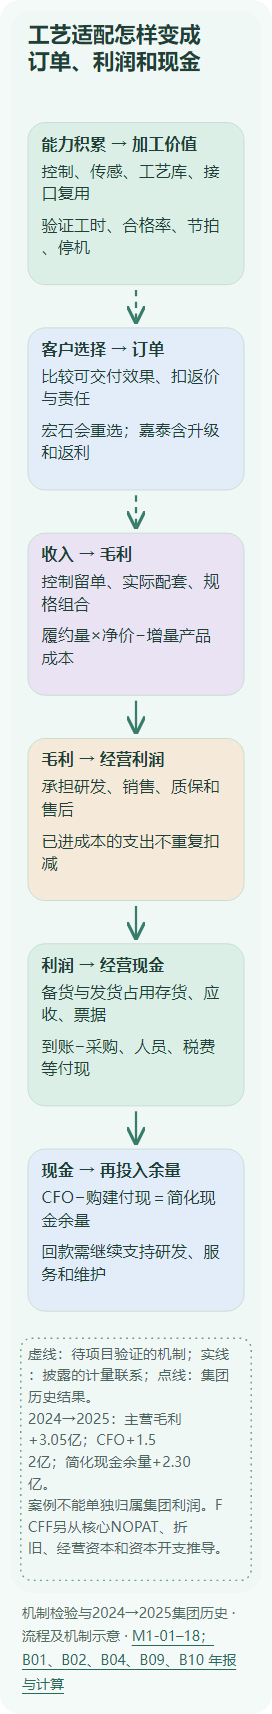 工艺适配怎样变成
订单、利润和现金
能力积累 → 加工价值
控制、传感、工艺库、接
口复用
验证工时、合格率、节拍
、停机
客户选择 → 订单
比较可交付效果、扣返价
与责任
宏石会重选；嘉泰含升级
和返利
收入 → 毛利
控制留单、实际配套、规
格组合
履约量×净价−增量产品
成本
毛利 → 经营利润
承担研发、销售、质保和
售后
已进成本的支出不重复扣
减
利润 → 经营现金
备货与发货占用存货、应
收、票据
到账−采购、人员、税费
等付现
现金 → 再投入余量
CFO−购建付现＝简化现
金余量
回款需继续支持研发、服
务和维护
虚线：待项目验证的机制；实线
：披露的计量联系；点线：集团
历史结果。
2024→2025：主营毛利
+3.05亿；CFO+1.5
2亿；简化现金余量+2.30
亿。
案例不能单独归属集团利润。F
CFF另从核心NOPAT、折
旧、经营资本和资本开支推导。
机制检验与2024→2025集团历史 ·
流程及机制示意 · M1-01–18；
B01、B02、B04、B09、B10 年报
与计算